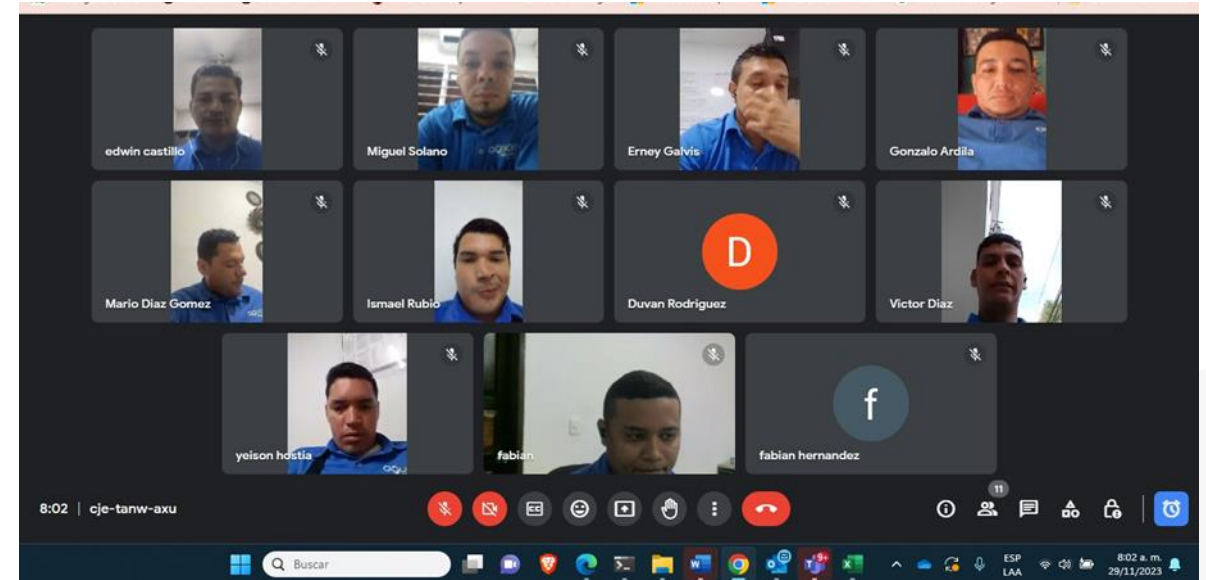 edwin castillo
Miguel Solano
Erney Galvis
Gonzalo Ardila
Mario Diaz Gomez
Ismael Rubio
D
Duvan Rodriguez
Victor Diaz
yeison hostia
fabian
f
fabian hernandez
8:02 | cje-tanw-axu
11
Buscar
9+
ESP
LAA
8:02 a. m.
29/11/2023